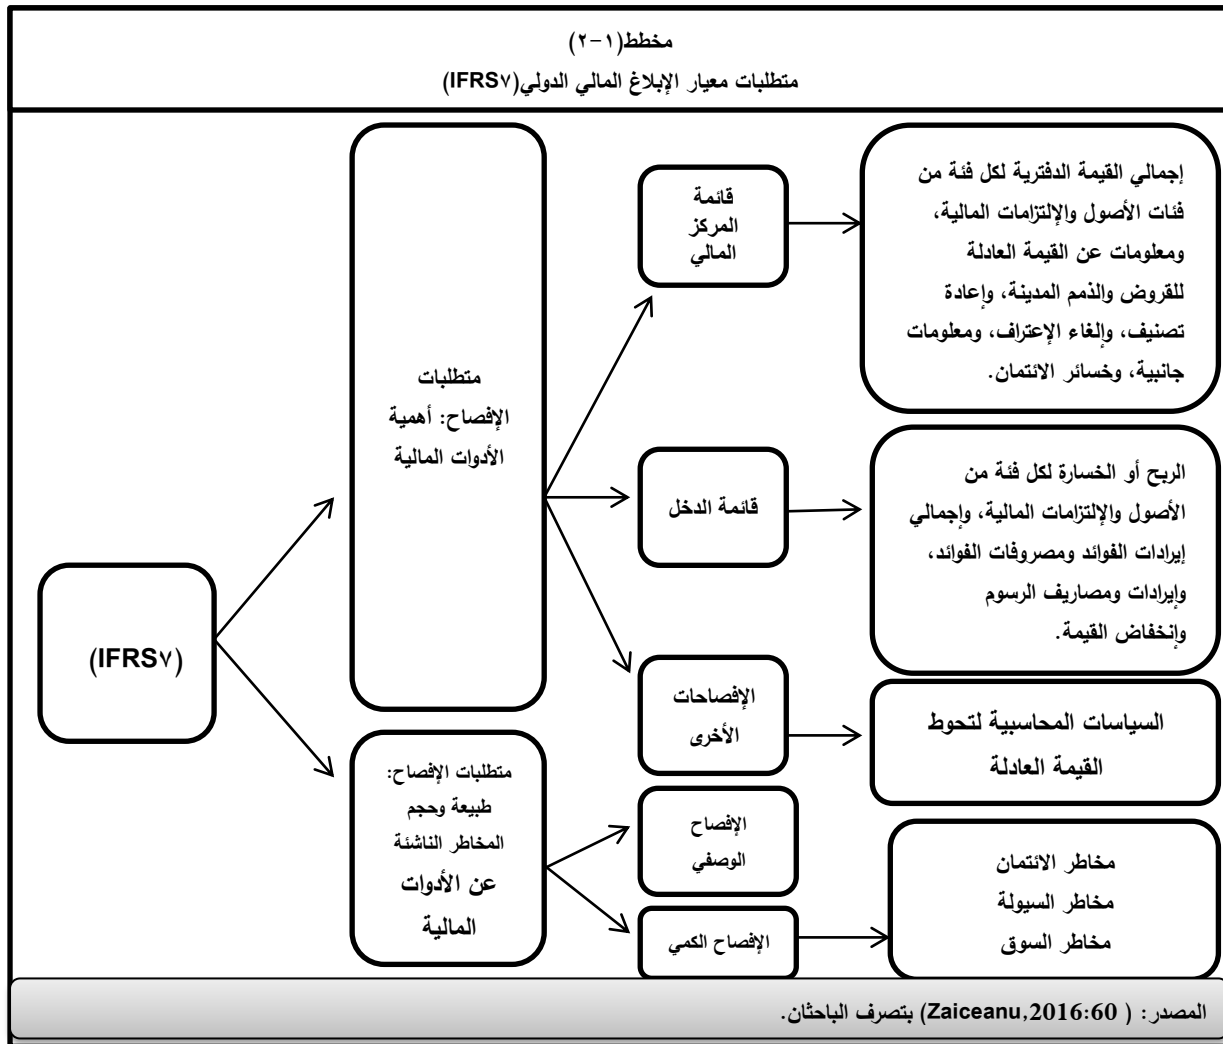 مخطط(١-٢)
متطلبات معيار الإبلاغ المالي الدولي(IFRS٧)
(IFRS٧)
متطلبات
الإفصاح: أهمية
الأدوات المالية
قائمة
المركز
المالي
إجمالي القيمة الدفترية لكل فئة من
فئات الأصول والإلتزامات المالية،
ومعلومات عن القيمة العادلة
للقروض والذمم المدينة، وإعادة
تصنيف، وإلغاء الإعتراف، ومعلومات
جانبية، وخسائر الائتمان.
قائمة الدخل
الربح أو الخسارة لكل فئة من
الأصول والإلتزامات المالية، وإجمالي
إيرادات الفوائد ومصروفات الفوائد،
وإيرادات ومصاريف الرسوم
وإنخفاض القيمة.
الإفصاحات
الأخرى
السياسات المحاسبية لتحوط
القيمة العادلة
متطلبات الإفصاح:
طبيعة وحجم
المخاطر الناشئة
عن الأدوات
المالية
الإفصاح
الوصفي
الإفصاح الكمي
مخاطر الائتمان
مخاطر السيولة
مخاطر السوق
المصدر: ( Zaiceanu,2016:60) بتصرف الباحثان.